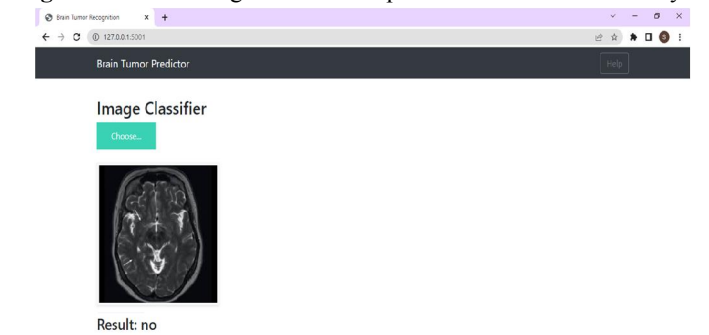 Brain Tumor Recognition
127.0.0.1:5001
S
Brain Tumor Predictor
Help
Image Classifier
Choose...
Result: no